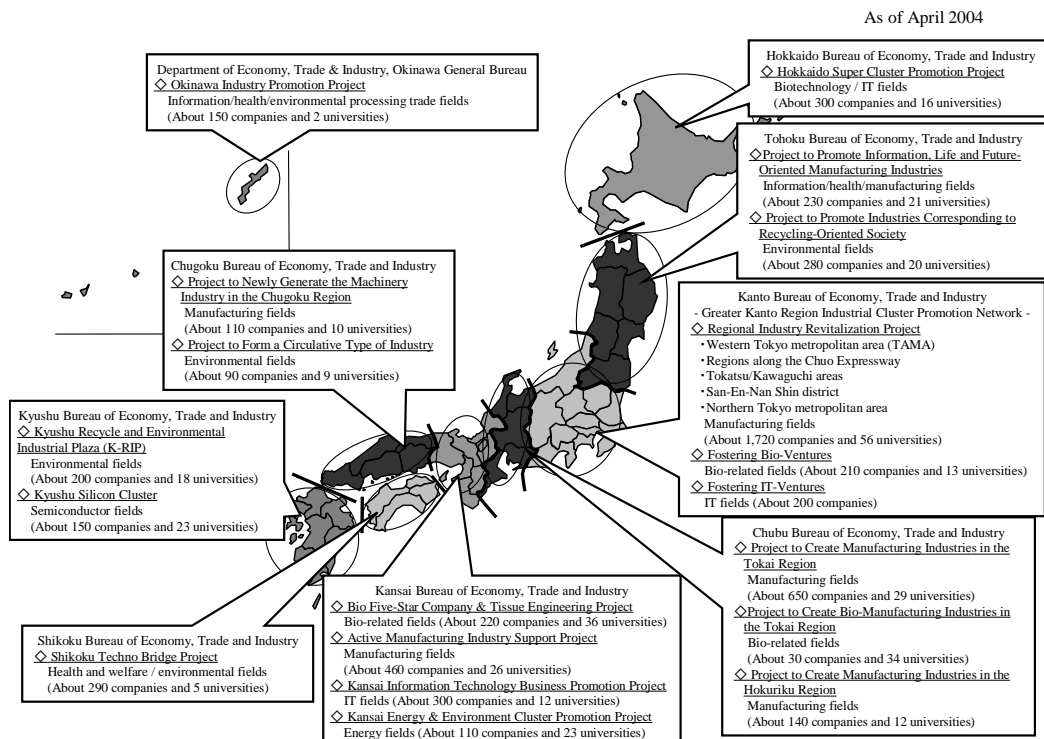 As of April 2004
Department of Economy, Trade & Industry, Okinawa General Bureau
◇ Okinawa Industry Promotion Project
Information/health/environmental processing trade fields
(About 150 companies and 2 universities)
Hokkaido Bureau of Economy, Trade and Industry
◇ Hokkaido Super Cluster Promotion Project
Biotechnology / IT fields
(About 300 companies and 16 universities)
Tohoku Bureau of Economy, Trade and Industry
◇Project to Promote Information, Life and Future-
Oriented Manufacturing Industries
Information/health/manufacturing fields
(About 230 companies and 21 universities)
◇ Project to Promote Industries Corresponding to
Recycling-Oriented Society
Environmental fields
(About 280 companies and 20 universities)
Chugoku Bureau of Economy, Trade and Industry
◇ Project to Newly Generate the Machinery
Industry in the Chugoku Region
Manufacturing fields
(About 110 companies and 10 universities)
◇ Project to Form a Circulative Type of Industry
Environmental fields
(About 90 companies and 9 universities)
Kanto Bureau of Economy, Trade and Industry
- Greater Kanto Region Industrial Cluster Promotion Network -
◇ Regional Industry Revitalization Project
・Western Tokyo metropolitan area (TAMA)
・Regions along the Chuo Expressway
・Tokatsu/Kawaguchi areas
・San-En-Nan Shin district
・Northern Tokyo metropolitan area
Manufacturing fields
(About 1,720 companies and 56 universities)
◇ Fostering Bio-Ventures
Bio-related fields (About 210 companies and 13 universities)
◇ Fostering IT-Ventures
IT fields (About 200 companies)
Kyushu Bureau of Economy, Trade and Industry
◇ Kyushu Recycle and Environmental
Industrial Plaza (K-RIP)
Environmental fields
(About 200 companies and 18 universities)
◇ Kyushu Silicon Cluster
Semiconductor fields
(About 150 companies and 23 universities)
Chubu Bureau of Economy, Trade and Industry
◇ Project to Create Manufacturing Industries in the
Tokai Region
Manufacturing fields
(About 650 companies and 29 universities)
◇Project to Create Bio-Manufacturing Industries in
the Tokai Region
Bio-related fields
(About 30 companies and 34 universities)
◇ Project to Create Manufacturing Industries in the
Hokuriku Region
Manufacturing fields
(About 140 companies and 12 universities)
Kansai Bureau of Economy, Trade and Industry
◇ Bio Five-Star Company & Tissue Engineering Project
Bio-related fields (About 220 companies and 36 universities)
◇ Active Manufacturing Industry Support Project
Manufacturing fields
(About 460 companies and 26 universities)
◇ Kansai Information Technology Business Promotion Project
IT fields (About 300 companies and 12 universities)
◇ Kansai Energy & Environment Cluster Promotion Project
Energy fields (About 110 companies and 23 universities)
Shikoku Bureau of Economy, Trade and Industry
◇ Shikoku Techno Bridge Project
Health and welfare / environmental fields
(About 290 companies and 5 universities)